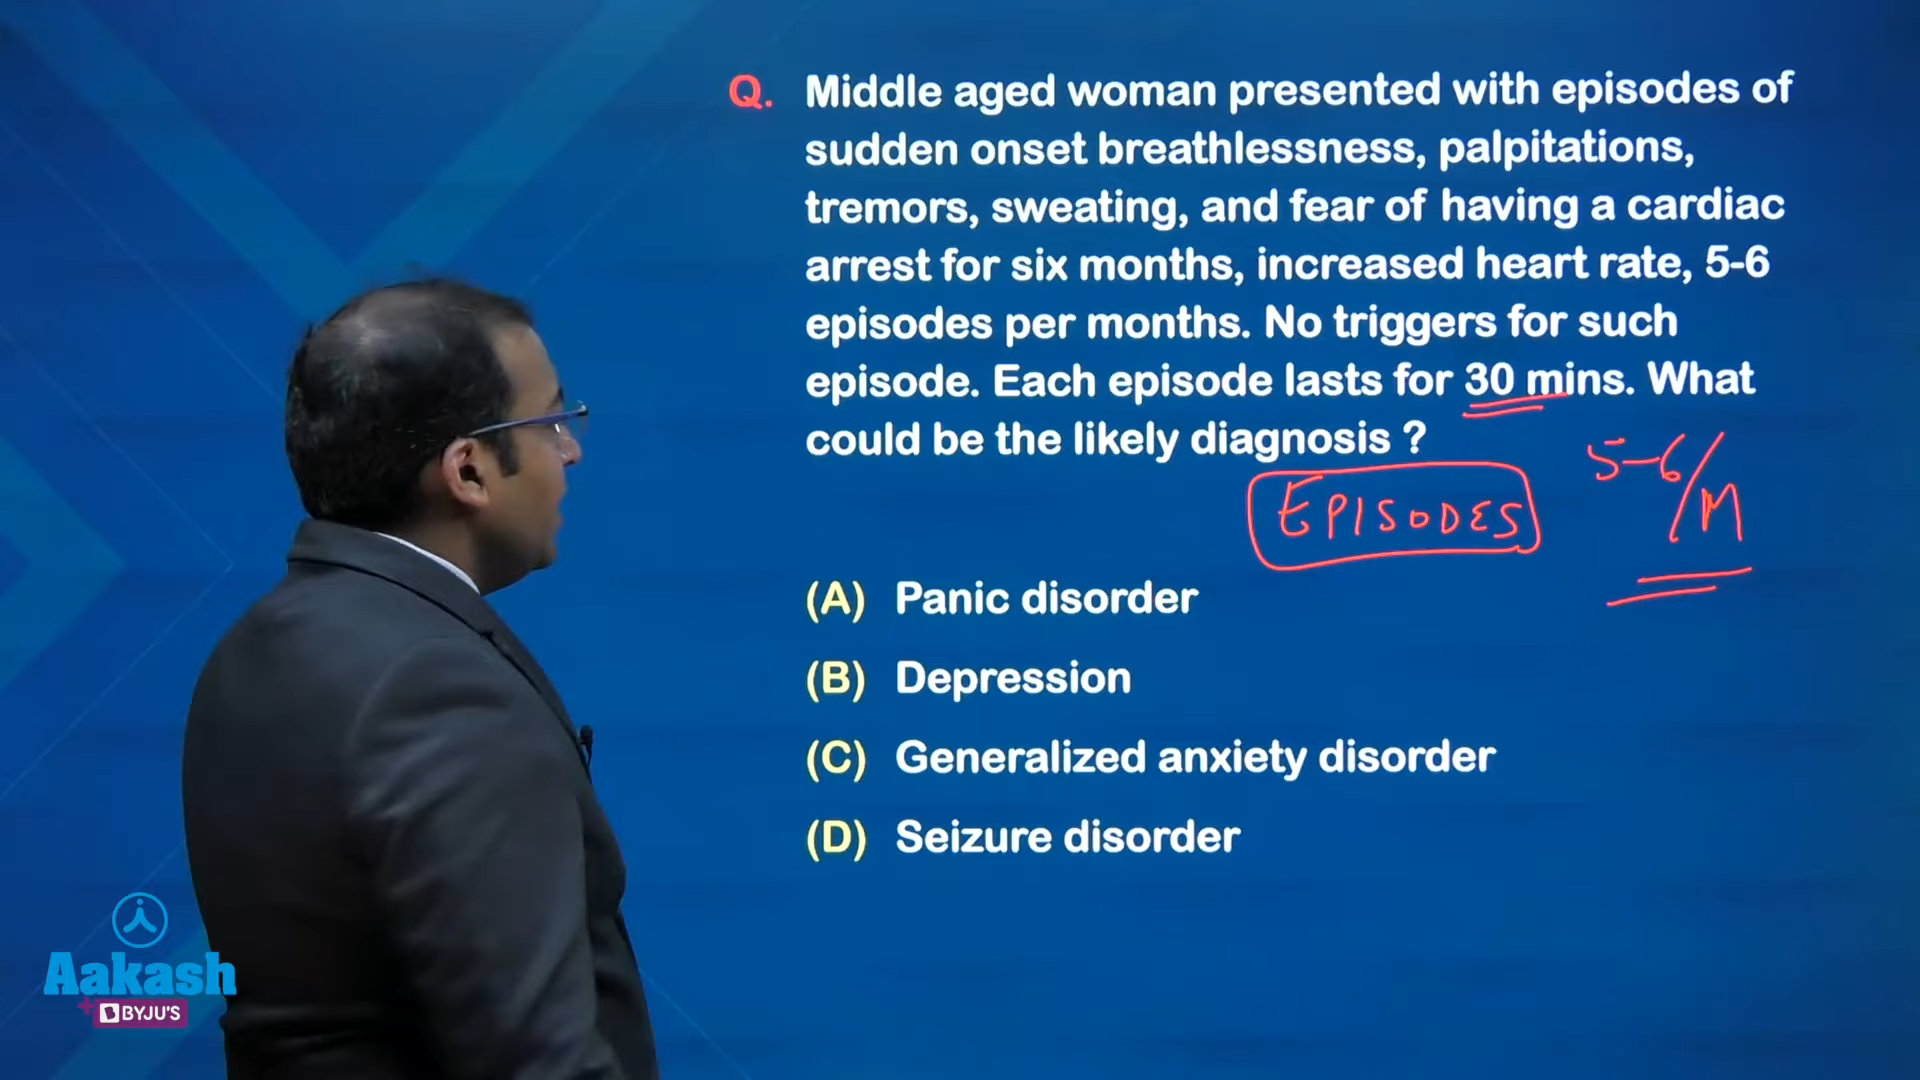 Q. Middle aged woman presented with episodes of
sudden onset breathlessness, palpitations,
tremors, sweating, and fear of having a cardiac
arrest for six months, increased heart rate, 5-6
episodes per months. No triggers for such
episode. Each episode lasts for 30 mins. What
could be the likely diagnosis ?
EPISODES 5-6/M
(A) Panic disorder
(B) Depression
(C) Generalized anxiety disorder
(D) Seizure disorder
Aakash
+ BYJU'S